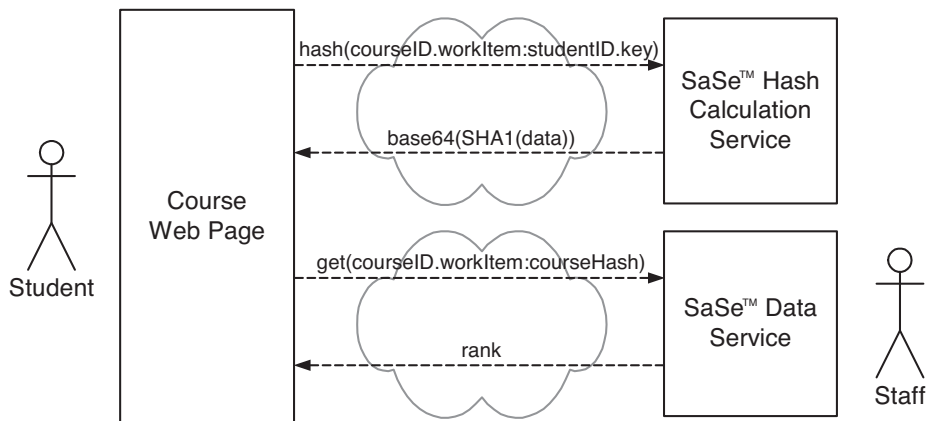 hash(courseID.workItem:studentID.key)
SaSe™ Hash
Calculation
Service
base64(SHA1(data))
Course
Web Page
Student
get(courseID.workItem:courseHash)
SaSe™ Data
Service
rank
Staff